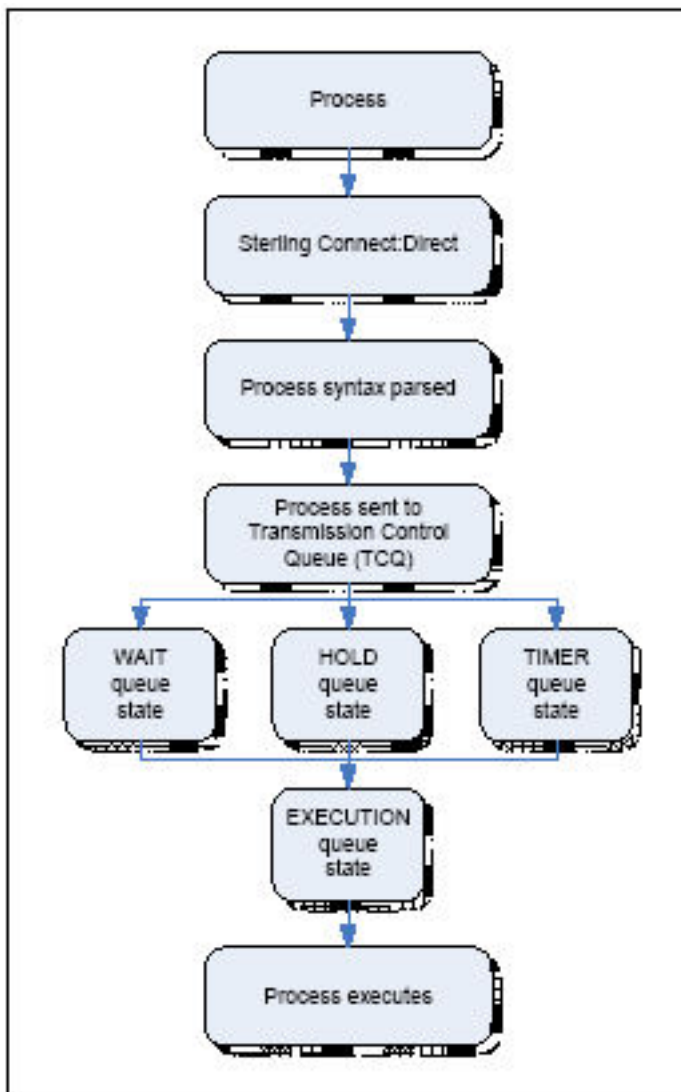 Process
Sterling Connect:Direct
Process syntax parsed
Process sent to
Transmission Control
Queue (TCQ)
WAIT
queue
state
HOLD
queue
state
TIMER
queue
state
EXECUTION
queue
state
Process executes